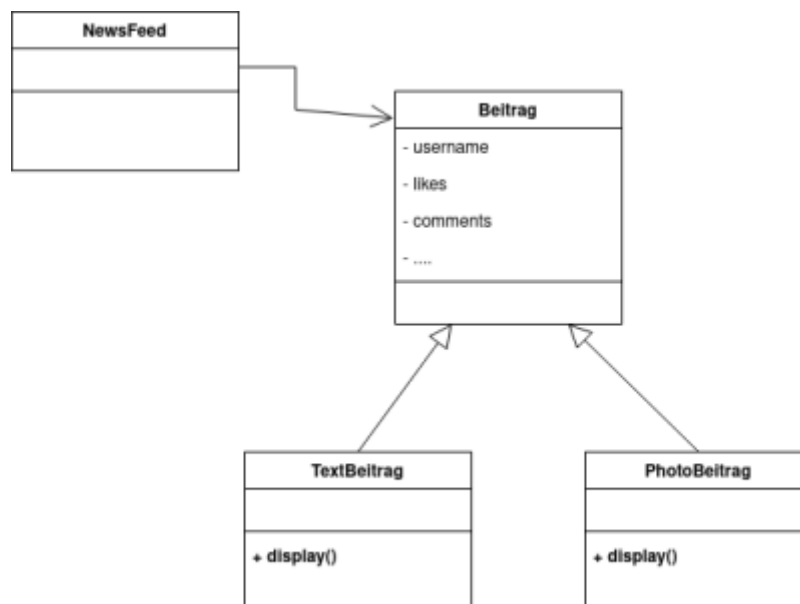 NewsFeed
Beitrag
- username
- likes
- comments
- ....
TextBeitrag
+ display()
PhotoBeitrag
+ display()